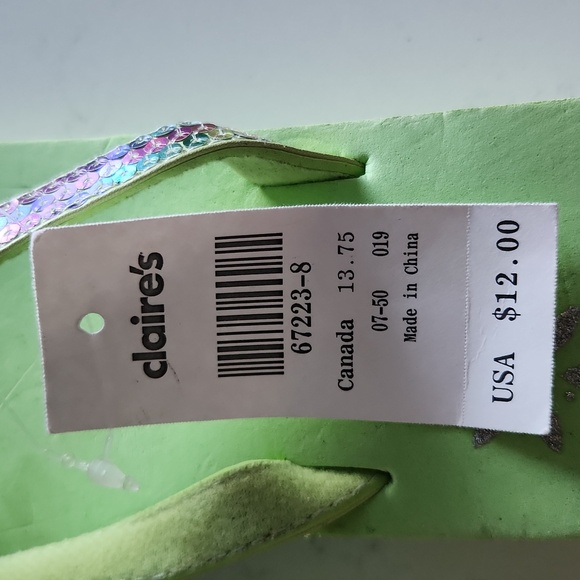 claire's
67223-8
Canada 13.75
07-50 019
Made in China
USA $12.00